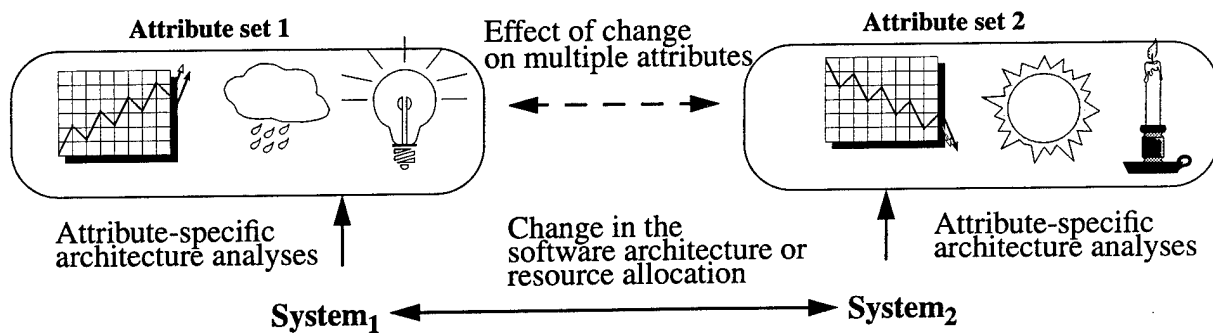 Attribute set 1
Effect of change
on multiple attributes
Attribute set 2
Attribute-specific
architecture analyses
Change in the
software architecture or
resource allocation
Attribute-specific
architecture analyses
System1
System2